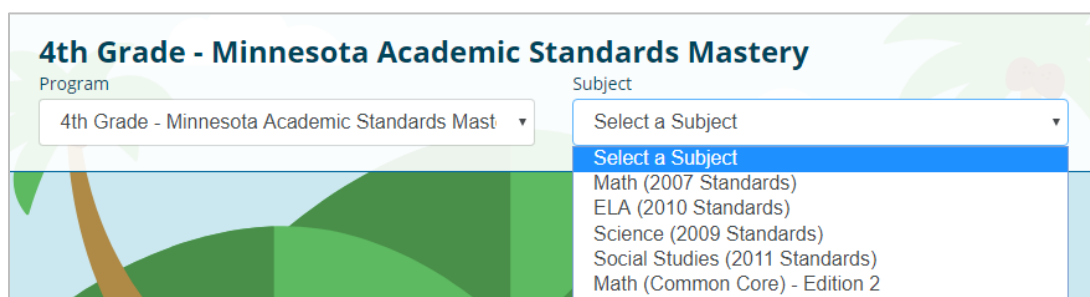 4th Grade - Minnesota Academic Standards Mastery
Program
Subject
4th Grade - Minnesota Academic Standards Mast
Select a Subject
Select a Subject
Math (2007 Standards)
ELA (2010 Standards)
Science (2009 Standards)
Social Studies (2011 Standards)
Math (Common Core) - Edition 2